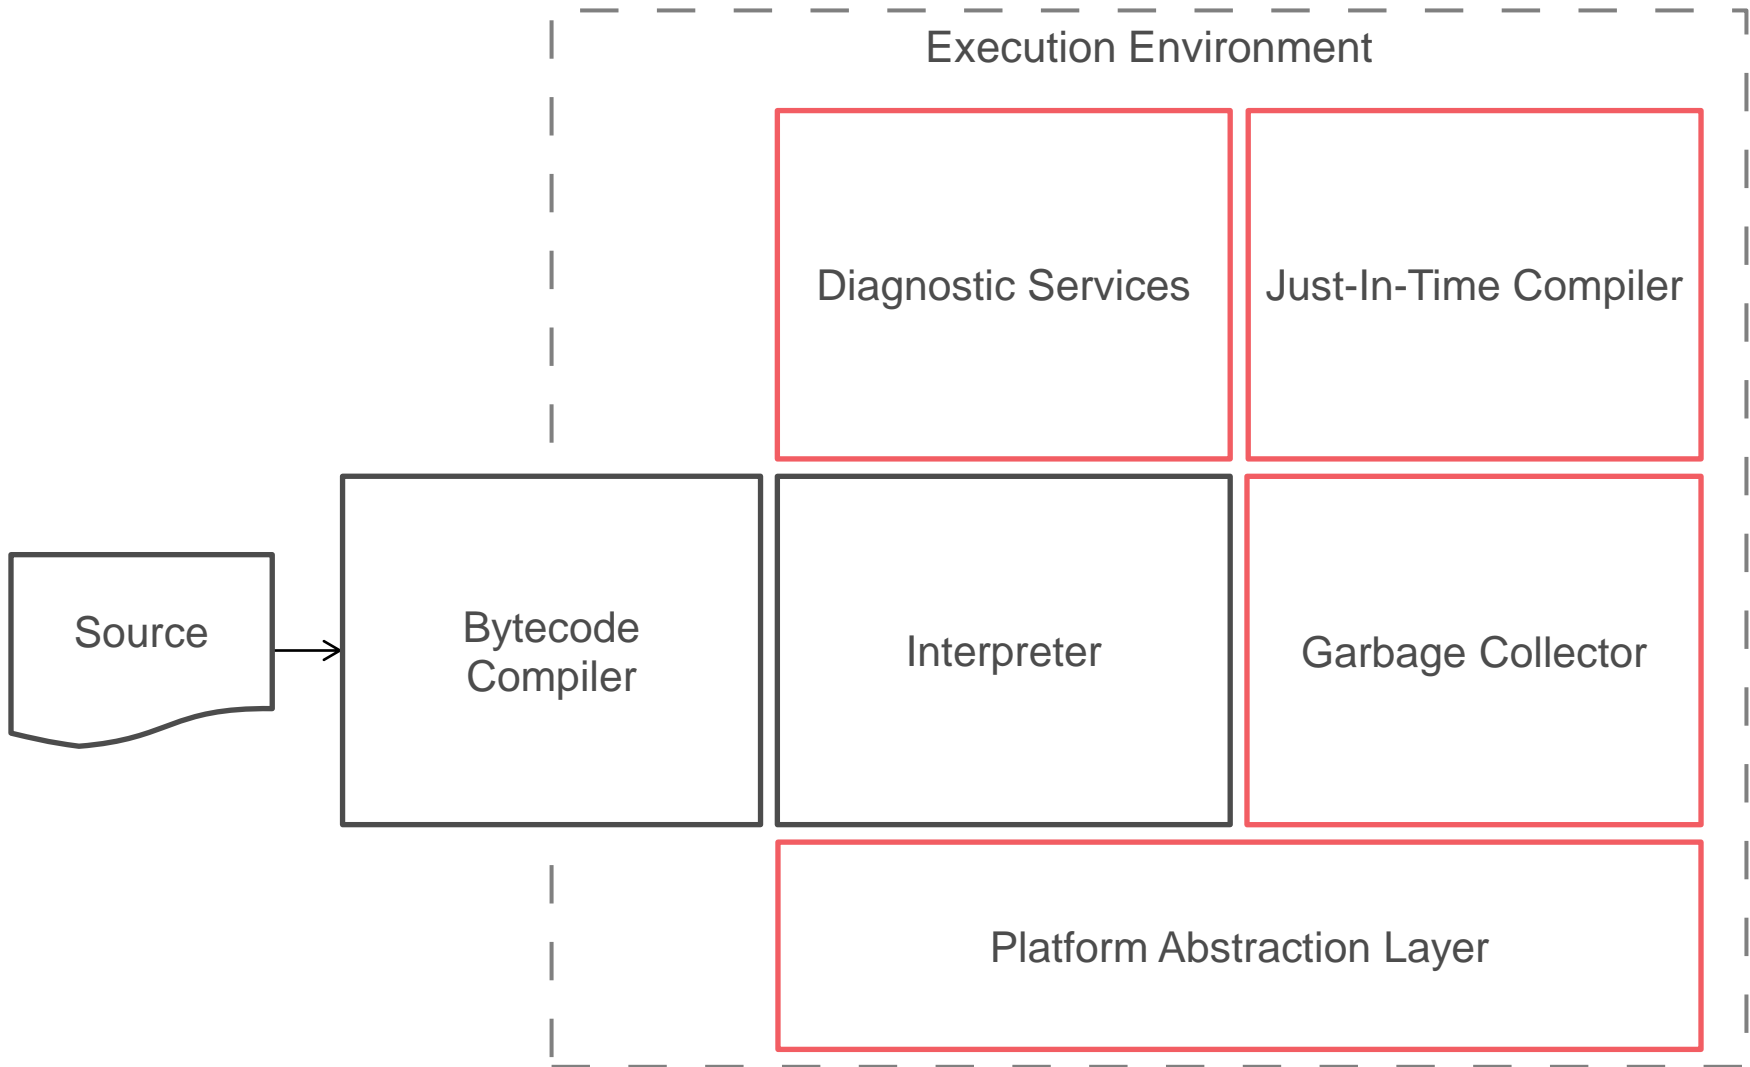 Execution Environment
Diagnostic Services
Just-In-Time Compiler
Source
Bytecode
Compiler
Interpreter
Garbage Collector
Platform Abstraction Layer